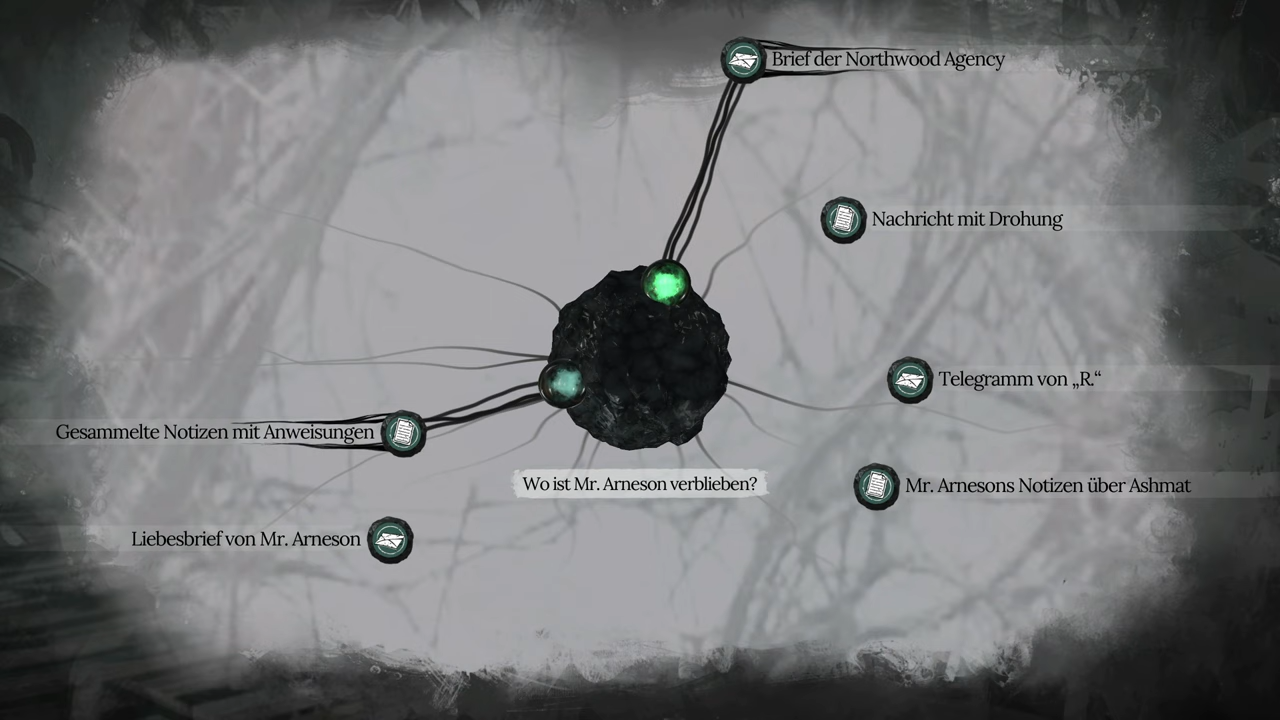 Brief der Northwood Agency
Nachricht mit Drohung
Telegramm von „R.“
Gesammelte Notizen mit Anweisungen
Wo ist Mr. Arneson verblieben?
Mr. Arnesons Notizen über Ashmat
Liebesbrief von Mr. Arneson